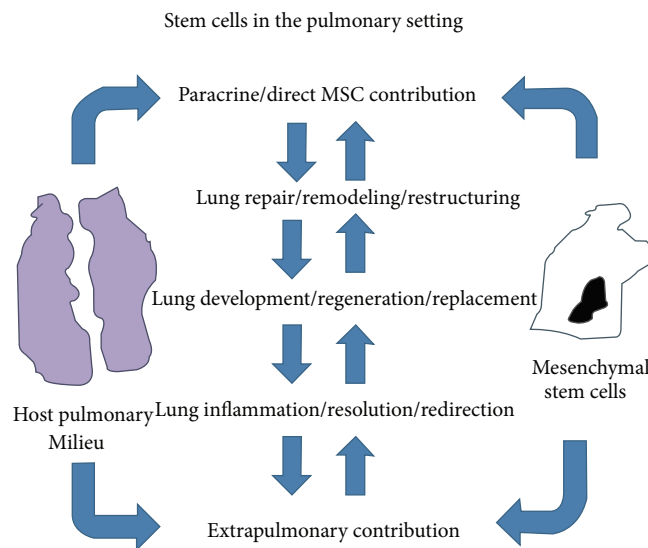 Stem cells in the pulmonary setting
Paracrine/direct MSC contribution
Lung repair/remodeling/restructuring
Lung development/regeneration/replacement
Lung inflammation/resolution/redirection
Extrapulmonary contribution
Host pulmonary
Milieu
Mesenchymal
stem cells